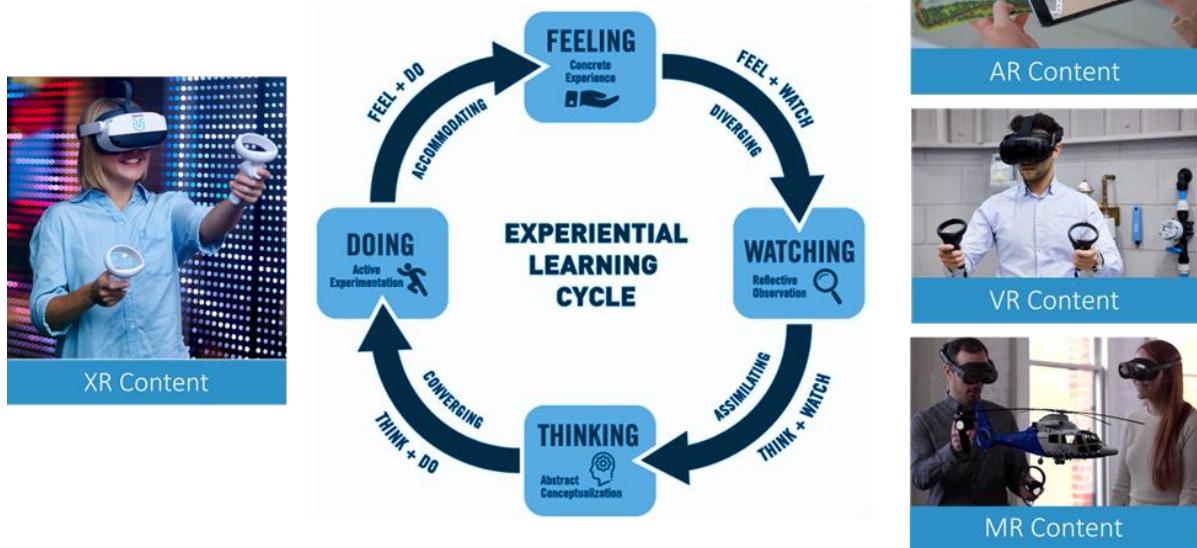 XR Content
EXPERIENTIAL
LEARNING
CYCLE
FEELING
Concrete
Experience
FEEL + WATCH
DIVERGING
WATCHING
Reflective
Observation
ASSIMILATING
THINK + WATCH
THINKING
Abstract
Conceptualization
CONVERGING
THINK + DO
DOING
Active
Experimentation
FEEL + DO
ACCOMMODATING
AR Content
VR Content
MR Content